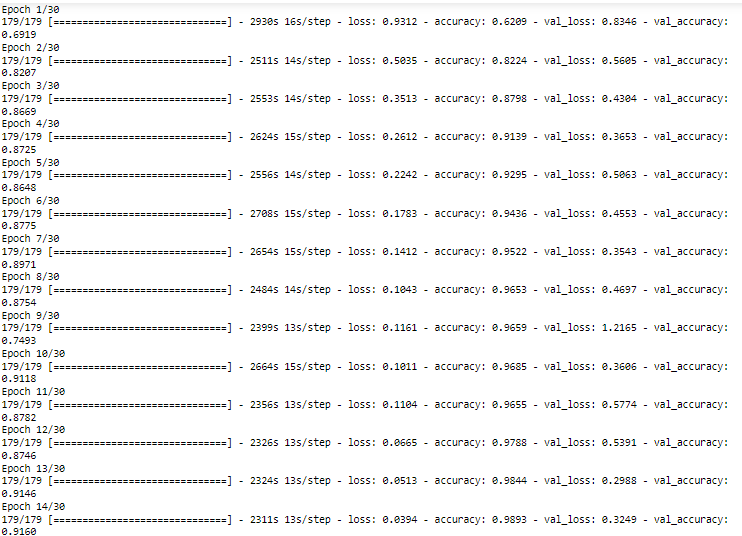 Epoch 1/30
179/179 [==============================] - 2930s 16s/step - loss: 0.9312 - accuracy: 0.6209 - val_loss: 0.8346 - val_accuracy:
0.6919
Epoch 2/30
179/179 [==============================] - 2511s 14s/step - loss: 0.5035 - accuracy: 0.8224 - val_loss: 0.5605 - val_accuracy:
0.8207
Epoch 3/30
179/179 [==============================] - 2553s 14s/step - loss: 0.3513 - accuracy: 0.8798 - val_loss: 0.4304 - val_accuracy:
0.8669
Epoch 4/30
179/179 [==============================] - 2624s 15s/step - loss: 0.2612 - accuracy: 0.9139 - val_loss: 0.3653 - val_accuracy:
0.8725
Epoch 5/30
179/179 [==============================] - 2556s 14s/step - loss: 0.2242 - accuracy: 0.9295 - val_loss: 0.5063 - val_accuracy:
0.8648
Epoch 6/30
179/179 [==============================] - 2708s 15s/step - loss: 0.1783 - accuracy: 0.9436 - val_loss: 0.4553 - val_accuracy:
0.8775
Epoch 7/30
179/179 [==============================] - 2654s 15s/step - loss: 0.1412 - accuracy: 0.9522 - val_loss: 0.3543 - val_accuracy:
0.8971
Epoch 8/30
179/179 [==============================] - 2484s 14s/step - loss: 0.1043 - accuracy: 0.9653 - val_loss: 0.4697 - val_accuracy:
0.8754
Epoch 9/30
179/179 [==============================] - 2399s 13s/step - loss: 0.1161 - accuracy: 0.9659 - val_loss: 1.2165 - val_accuracy:
0.7493
Epoch 10/30
179/179 [==============================] - 2664s 15s/step - loss: 0.1011 - accuracy: 0.9685 - val_loss: 0.3606 - val_accuracy:
0.9118
Epoch 11/30
179/179 [==============================] - 2356s 13s/step - loss: 0.1104 - accuracy: 0.9655 - val_loss: 0.5774 - val_accuracy:
0.8782
Epoch 12/30
179/179 [==============================] - 2326s 13s/step - loss: 0.0665 - accuracy: 0.9788 - val_loss: 0.5391 - val_accuracy:
0.8746
Epoch 13/30
179/179 [==============================] - 2324s 13s/step - loss: 0.0513 - accuracy: 0.9844 - val_loss: 0.2988 - val_accuracy:
0.9146
Epoch 14/30
179/179 [==============================] - 2311s 13s/step - loss: 0.0394 - accuracy: 0.9893 - val_loss: 0.3249 - val_accuracy:
0.9160